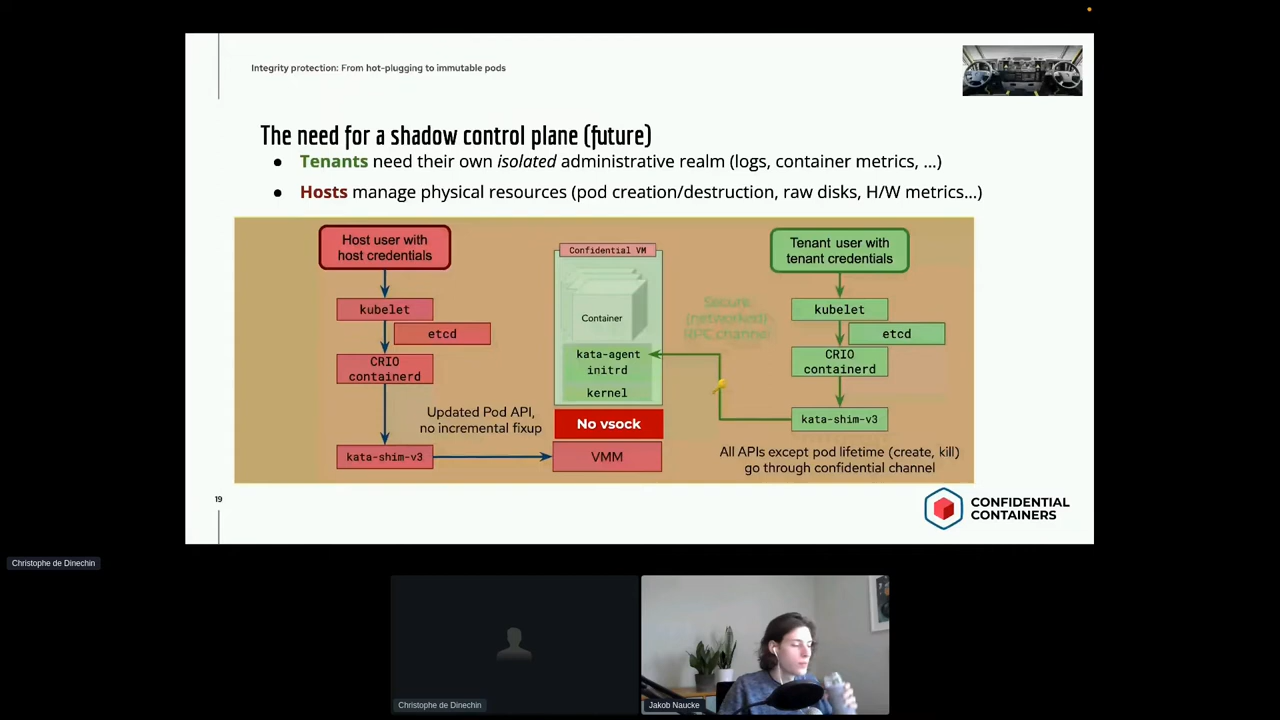 Integrity protection: From hot-plugging to immutable pods
The need for a shadow control plane (future)
● Tenants need their own isolated administrative realm (logs, container metrics, ...)
● Hosts manage physical resources (pod creation/destruction, raw disks, H/W metrics...)
Host user with
host credentials
kubelet
etcd
CRIO
containerd
kata-shim-v3
Updated Pod API,
no incremental fixup
Confidential VM
Container
kata-agent
initrd
kernel
No vsock
VMM
Secure
(networked)
RPC channel
Tenant user with
tenant credentials
kubelet
etcd
CRIO
containerd
kata-shim-v3
All APIs except pod lifetime (create, kill)
go through confidential channel
19
CONFIDENTIAL
CONTAINERS
Christophe de Dinechin
Christophe de Dinechin
Jakob Naucke